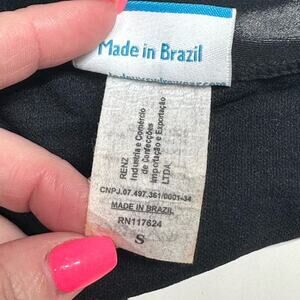 Made in Brazil
RENZ
Industria e Comércio
de Confecções
Importação e Exportação
LTDA.
CNPJ.07.497.361/0001-34
MADE IN BRAZIL
RN117624
S